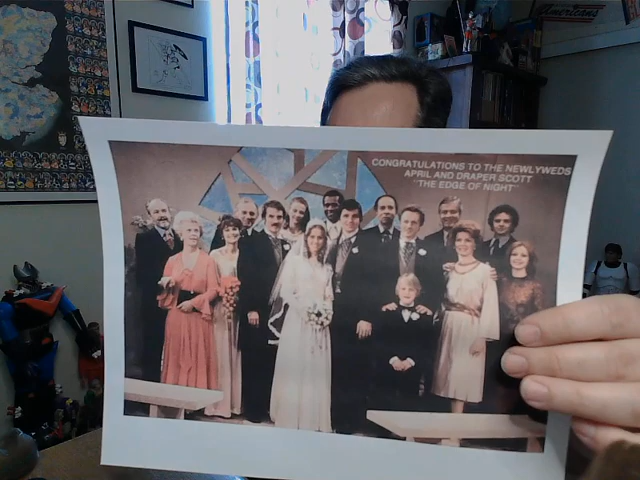 CONGRATULATIONS TO THE NEWLYWEDS
APRIL AND DRAPER SCOTT
"THE EDGE OF NIGHT"